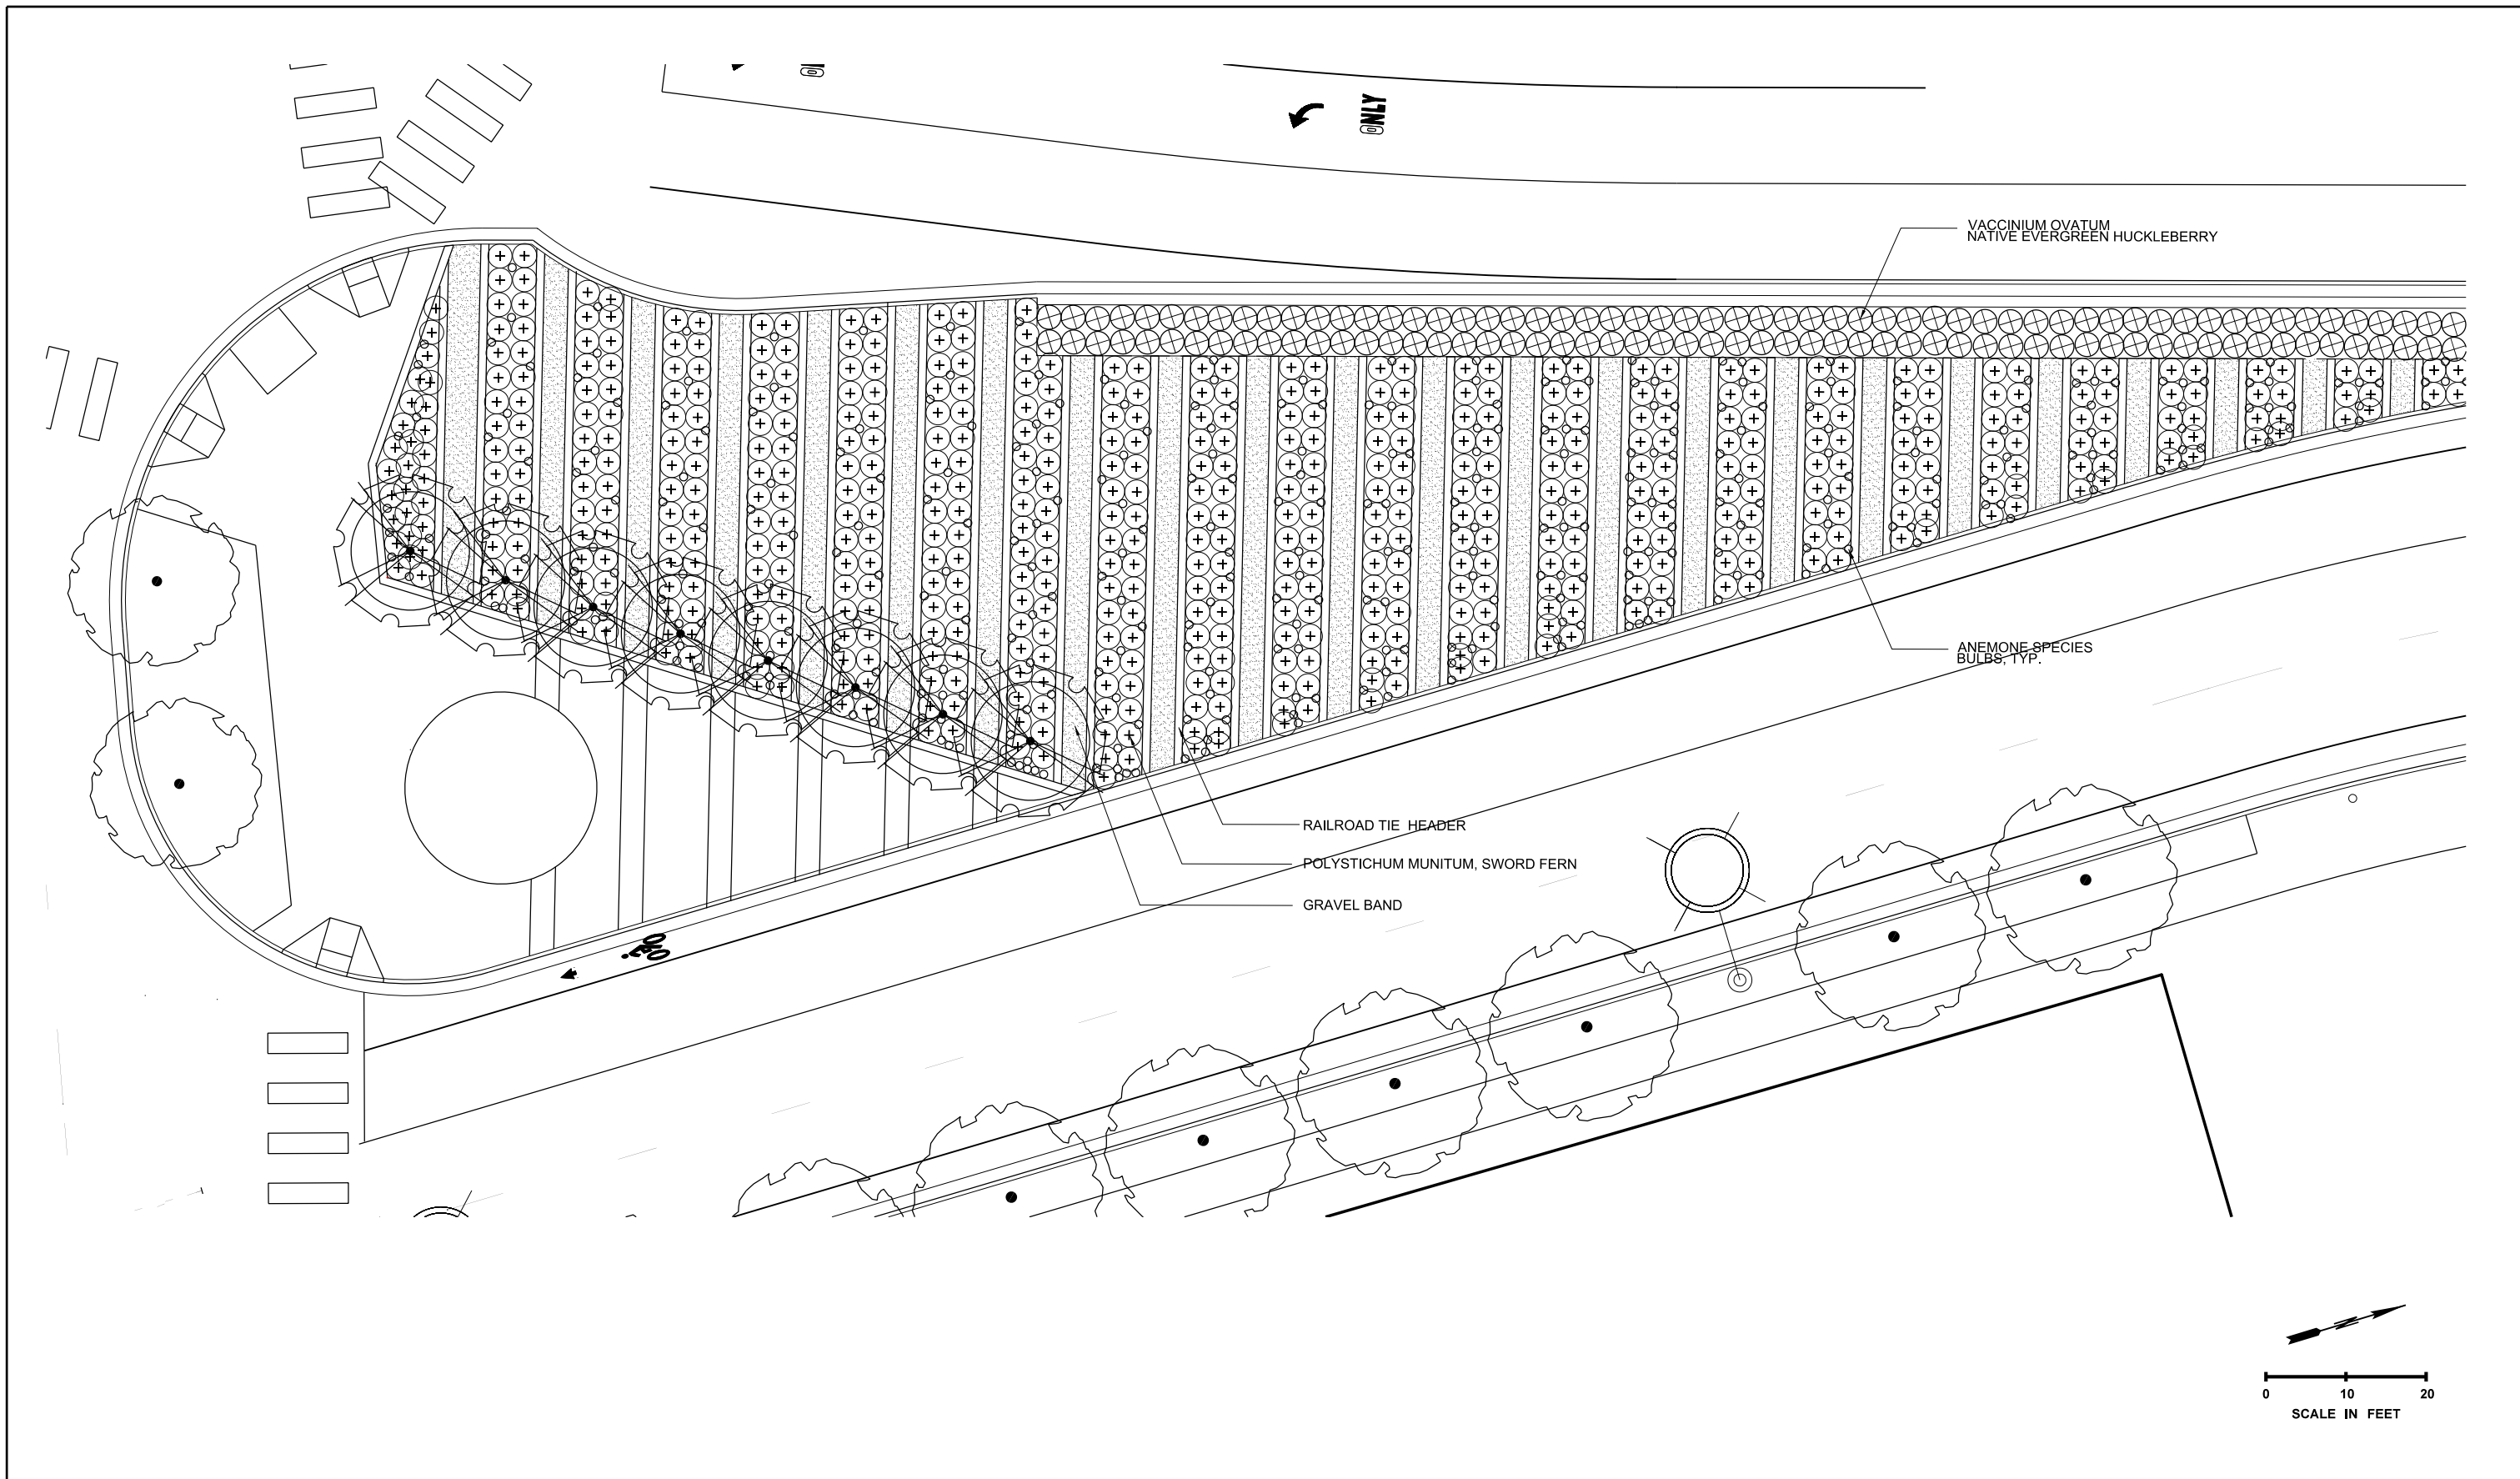 ONLY
VACCINIUM OVATUM
NATIVE EVERGREEN HUCKLEBERRY
ANEMONE SPECIES
BULBS, TYP.
RAILROAD TIE HEADER
POLYSTICHUM MUNITUM, SWORD FERN
GRAVEL BAND
0 10 20
SCALE IN FEET